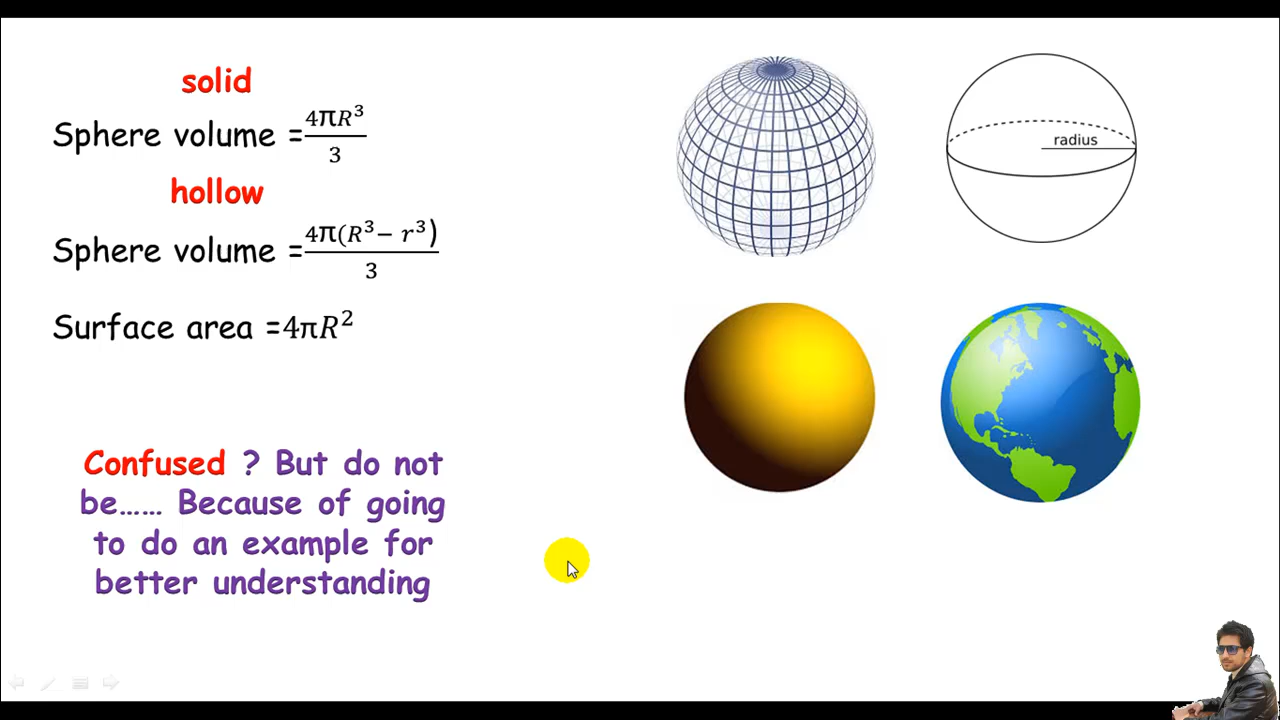 solid
Sphere volume =4πR³/3
hollow
Sphere volume =4π(R³− r³)/3
Surface area =4πR²
Confused ? But do not
be…… Because of going
to do an example for
better understanding
radius